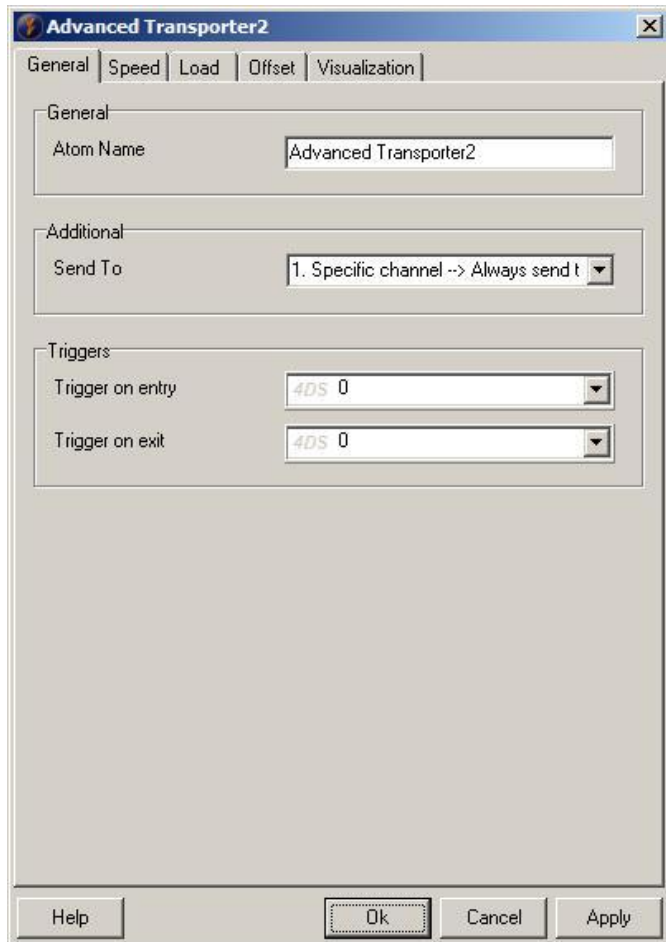 Advanced Transporter2
General Speed Load Offset Visualization
General
Atom Name Advanced Transporter2
Additional
Send To 1. Specific channel --> Always send t
Triggers
Trigger on entry 4DS 0
Trigger on exit 4DS 0
Help Ok Cancel Apply